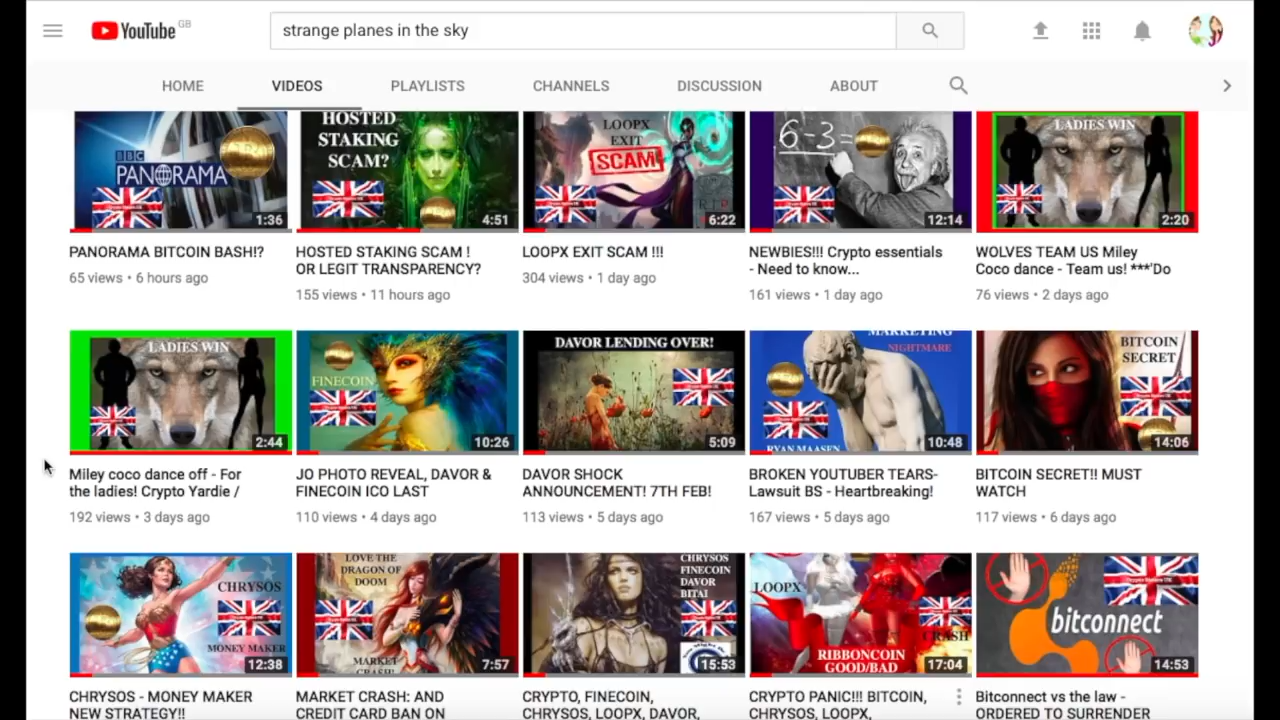 YouTube GB
strange planes in the sky
HOME VIDEOS PLAYLISTS CHANNELS DISCUSSION ABOUT
BBC
PANORAMA
1:36
HOSTED
STAKING
SCAM?
4:51
LOOPX
EXIT
SCAM
R.I.P
6:22
6-3=
12:14
LADIES WIN
2:20
PANORAMA BITCOIN BASH!?
65 views • 6 hours ago
HOSTED STAKING SCAM !
OR LEGIT TRANSPARENCY?
155 views • 11 hours ago
LOOPX EXIT SCAM !!!
304 views • 1 day ago
NEWBIES!!! Crypto essentials
- Need to know...
161 views • 1 day ago
WOLVES TEAM US Miley
Coco dance - Team us! ***'Do
76 views • 2 days ago
LADIES WIN
2:44
FINECOIN
10:26
DAVOR LENDING OVER!
5:09
MARKETING
NIGHTMARE
RYAN MAASEN
10:48
BITCOIN
SECRET
14:06
Miley coco dance off - For
the ladies! Crypto Yardie /
192 views • 3 days ago
JO PHOTO REVEAL, DAVOR &
FINECOIN ICO LAST
110 views • 4 days ago
DAVOR SHOCK
ANNOUNCEMENT! 7TH FEB!
113 views • 5 days ago
BROKEN YOUTUBER TEARS-
Lawsuit BS - Heartbreaking!
167 views • 5 days ago
BITCOIN SECRET!! MUST
WATCH
117 views • 6 days ago
CHRYSOS
MONEY MAKER
12:38
LOVE THE
DRAGON OF
DOOM
MARKET
CRASH!
7:57
CHRYSOS
FINECOIN
DAVOR
BITAI
15:53
LOOPX
CRASH
RIBBONCOIN
GOOD/BAD
17:04
Crypto Sisters UK
bitconnect
14:53
CHRYSOS - MONEY MAKER
NEW STRATEGY!!
MARKET CRASH: AND
CREDIT CARD BAN ON
CRYPTO, FINECOIN,
CHRYSOS, LOOPX, DAVOR,
CRYPTO PANIC!!! BITCOIN,
CHRYSOS, LOOPX,
Bitconnect vs the law -
ORDERED TO SURRENDER